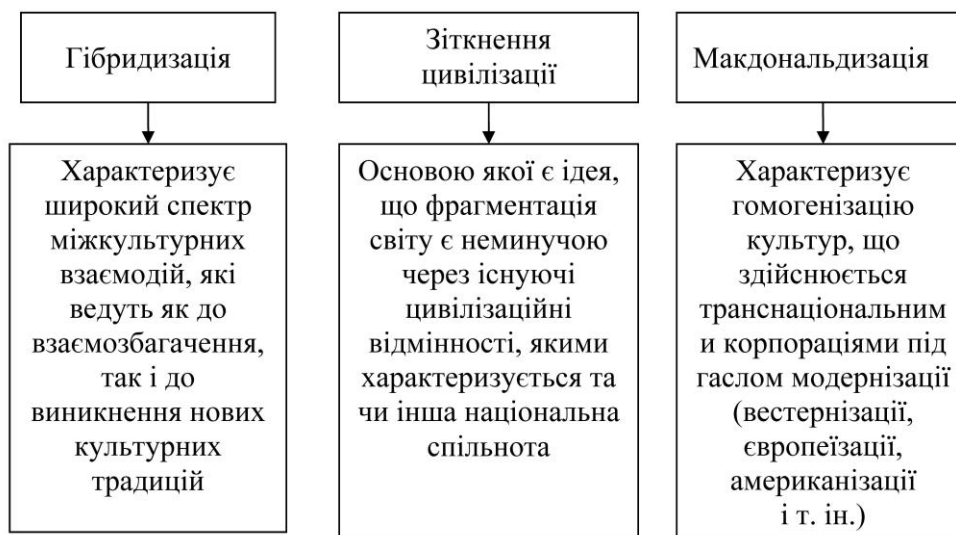 Гібридизація
Характеризує
широкий спектр
міжкультурних
взаємодій, які
ведуть як до
взаємозбагачення,
так і до
виникнення нових
культурних
традицій
Зіткнення
цивілізації
Основою якої є ідея,
що фрагментація
світу є неминучою
через існуючі
цивілізаційні
відмінності, якими
характеризується та
чи інша національна
спільнота
Макдональдизація
Характеризує
гомогенізацію
культур, що
здійснюється
транснаціональним
и корпораціями під
гаслом модернізації
(вестернізації,
європеїзації,
американізації
і т. ін.)